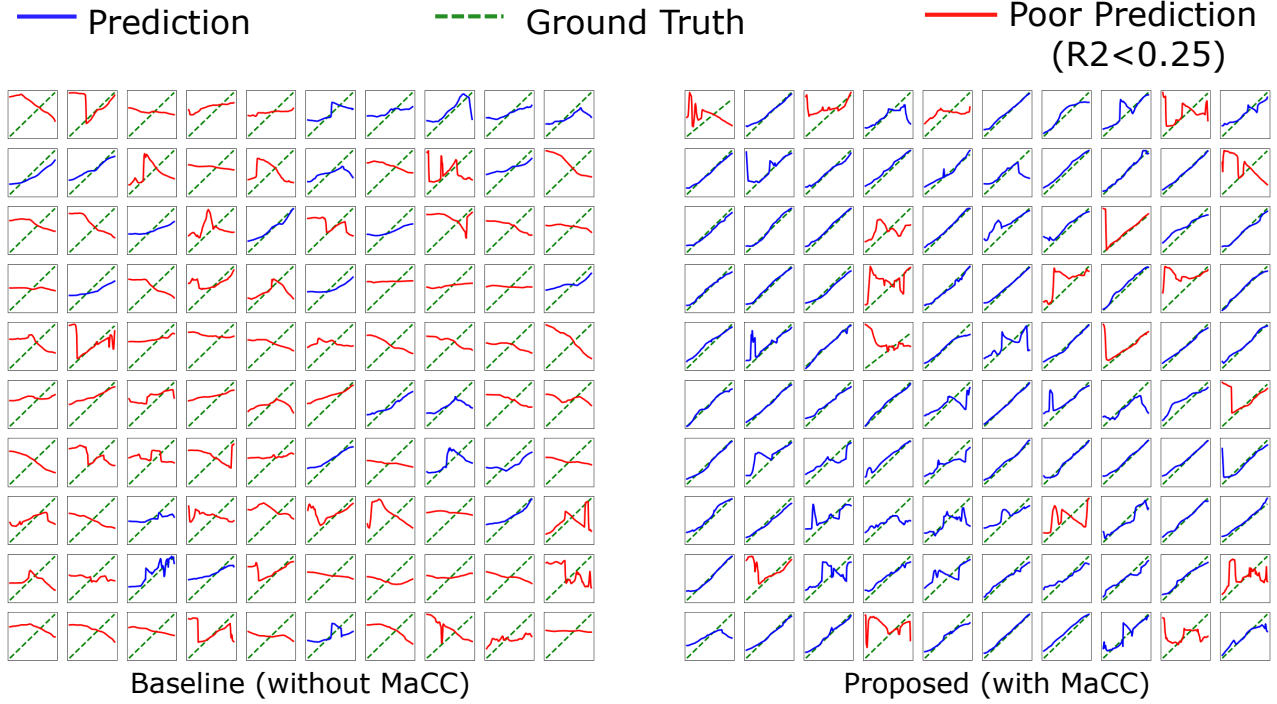 Prediction
Ground Truth
Poor Prediction
(R2<0.25)
Baseline (without MaCC)
Proposed (with MaCC)